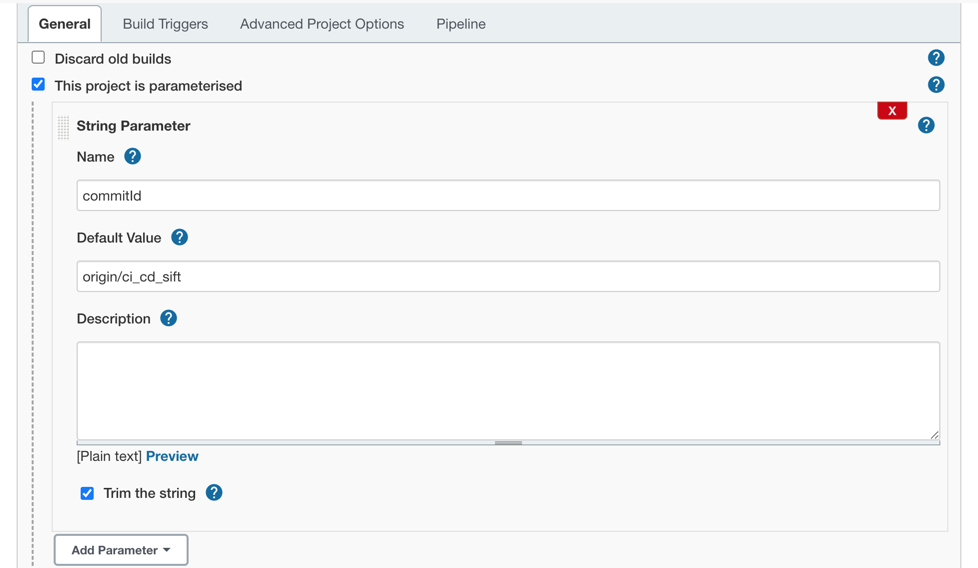 General Build Triggers Advanced Project Options Pipeline
Discard old builds ?
This project is parameterised ?
X
String Parameter ?
Name ?
commitId
Default Value ?
origin/ci_cd_sift
Description ?
[Plain text] Preview
Trim the string ?
Add Parameter